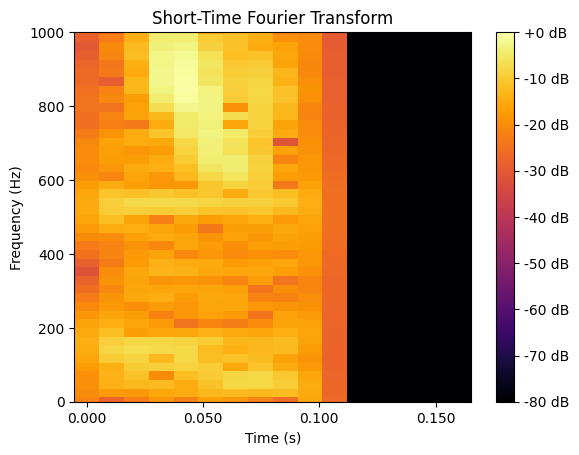 Short-Time Fourier Transform
1000
800
600
400
200
0
Frequency (Hz)
0.000
0.050
0.100
0.150
Time (s)
+0 dB
-10 dB
-20 dB
-30 dB
-40 dB
-50 dB
-60 dB
-70 dB
-80 dB